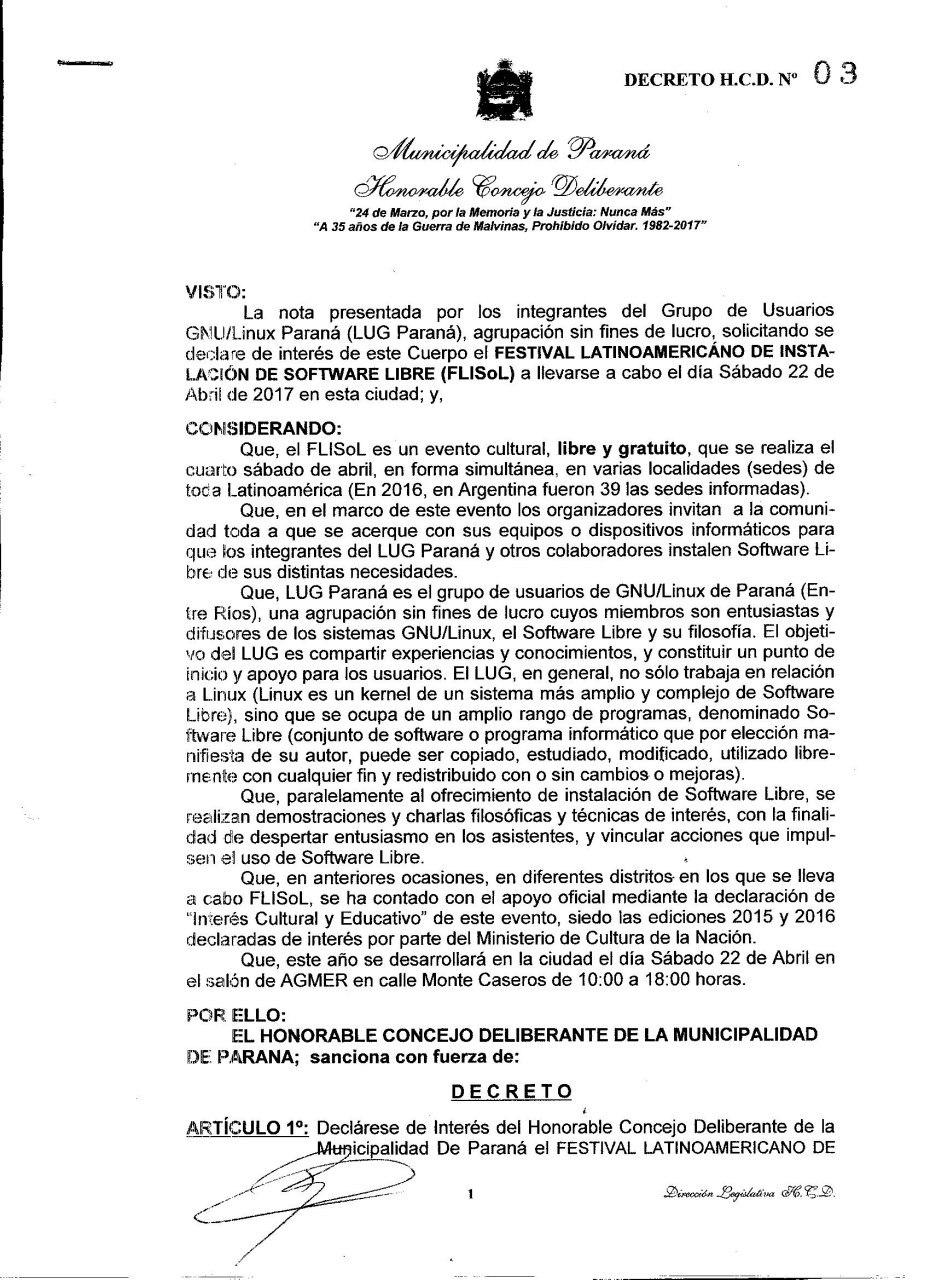 DECRETO H.C.D. Nº 03
Municipalidad de Paraná
Honorable Concejo Deliberante
"24 de Marzo, por la Memoria y la Justicia: Nunca Más"
"A 35 años de la Guerra de Malvinas, Prohibido Olvidar. 1982-2017"
VISTO:
La nota presentada por los integrantes del Grupo de Usuarios
GNU/Linux Paraná (LUG Paraná), agrupación sin fines de lucro, solicitando se
declare de interés de este Cuerpo el FESTIVAL LATINOAMERICANO DE INSTA-
LACIÓN DE SOFTWARE LIBRE (FLISoL) a llevarse a cabo el día Sábado 22 de
Abril de 2017 en esta ciudad; y,
CONSIDERANDO:
Que, el FLISoL es un evento cultural, libre y gratuito, que se realiza el
cuarto sábado de abril, en forma simultánea, en varias localidades (sedes) de
toda Latinoamérica (En 2016, en Argentina fueron 39 las sedes informadas).
Que, en el marco de este evento los organizadores invitan a la comuni-
dad toda a que se acerque con sus equipos o dispositivos informáticos para
que los integrantes del LUG Paraná y otros colaboradores instalen Software Li-
bre de sus distintas necesidades.
Que, LUG Paraná es el grupo de usuarios de GNU/Linux de Paraná (En-
tre Ríos), una agrupación sin fines de lucro cuyos miembros son entusiastas y
difusores de los sistemas GNU/Linux, el Software Libre y su filosofía. El objeti-
vo del LUG es compartir experiencias y conocimientos, y constituir un punto de
inicio y apoyo para los usuarios. El LUG, en general, no sólo trabaja en relación
a Linux (Linux es un kernel de un sistema más amplio y complejo de Software
Libre), sino que se ocupa de un amplio rango de programas, denominado So-
ftware Libre (conjunto de software o programa informático que por elección ma-
nifiesta de su autor, puede ser copiado, estudiado, modificado, utilizado libre-
mente con cualquier fin y redistribuido con o sin cambios o mejoras).
Que, paralelamente al ofrecimiento de instalación de Software Libre, se
realizan demostraciones y charlas filosóficas y técnicas de interés, con la finali-
dad de despertar entusiasmo en los asistentes, y vincular acciones que impul-
sen el uso de Software Libre.
Que, en anteriores ocasiones, en diferentes distritos en los que se lleva
a cabo FLISoL, se ha contado con el apoyo oficial mediante la declaración de
"Interés Cultural y Educativo" de este evento, siedo las ediciones 2015 y 2016
declaradas de interés por parte del Ministerio de Cultura de la Nación.
Que, este año se desarrollará en la ciudad el día Sábado 22 de Abril en
el salón de AGMER en calle Monte Caseros de 10:00 a 18:00 horas.
POR ELLO:
EL HONORABLE CONCEJO DELIBERANTE DE LA MUNICIPALIDAD
DE PARANA; sanciona con fuerza de:
DECRETO
ARTÍCULO 1º: Declárese de Interés del Honorable Concejo Deliberante de la
Municipalidad De Paraná el FESTIVAL LATINOAMERICANO DE
1
Dirección Legislativa H.C.D.